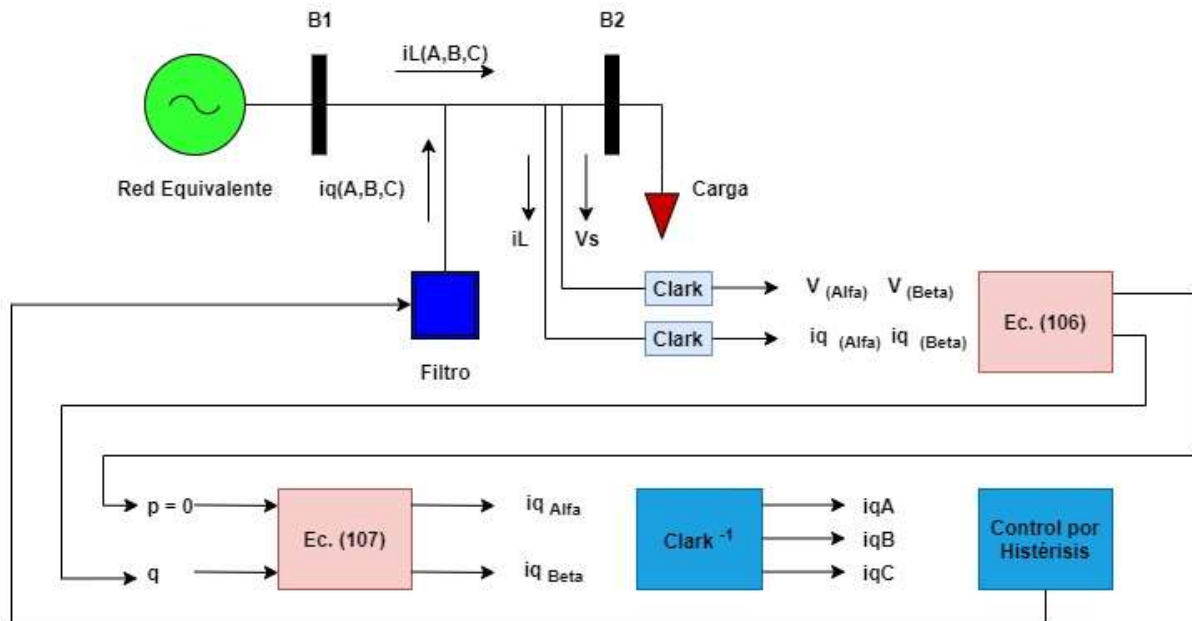 B1
B2
iL(A,B,C)
Red Equivalente
iq(A,B,C)
Carga
iL
Vs
Clark
V (Alfa) V (Beta)
Clark
iq (Alfa) iq (Beta)
Ec. (106)
Filtro
p = 0
q
Ec. (107)
iq Alfa
iq Beta
Clark -1
iqA
iqB
iqC
Control por
Histérisis